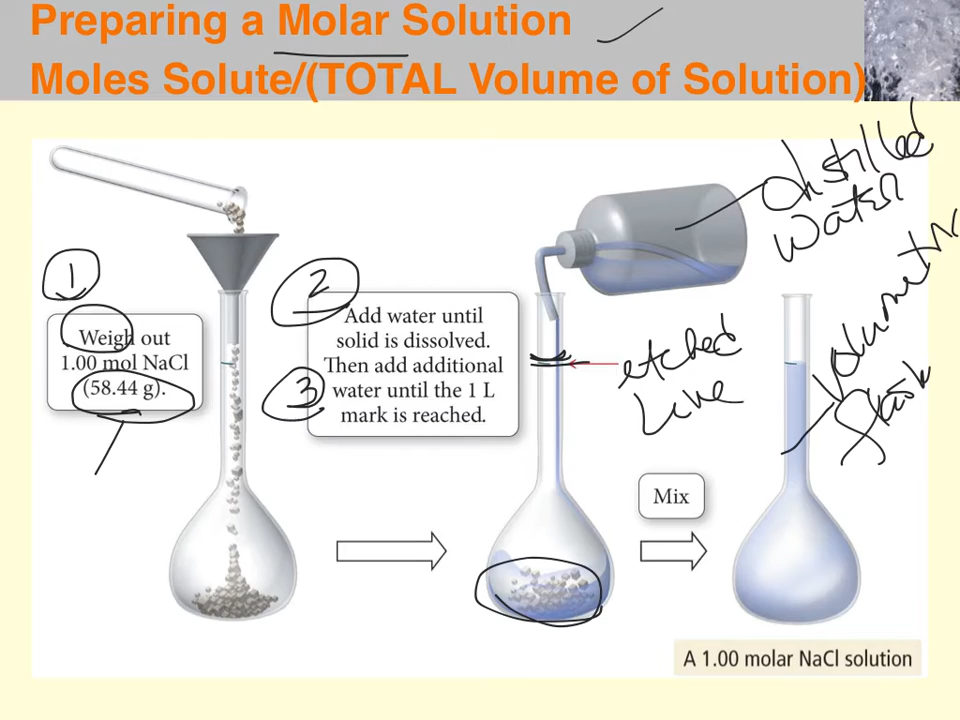 Preparing a Molar Solution
Moles Solute/(TOTAL Volume of Solution)
Distilled
Water
1
Weigh out
1.00 mol NaCl
(58.44 g).
2
Add water until
solid is dissolved.
Then add additional
water until the 1 L
mark is reached.
3
etched
Line
Volumetric
flask
Mix
A 1.00 molar NaCl solution